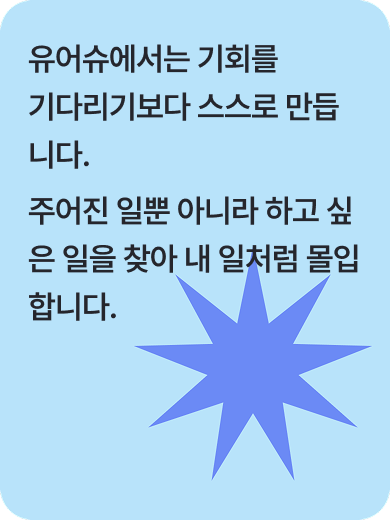 유어슈에서는 기회를
기다리기보다 스스로 만듭
니다.
주어진 일뿐 아니라 하고 싶
은 일을 찾아 내 일처럼 몰입
합니다.